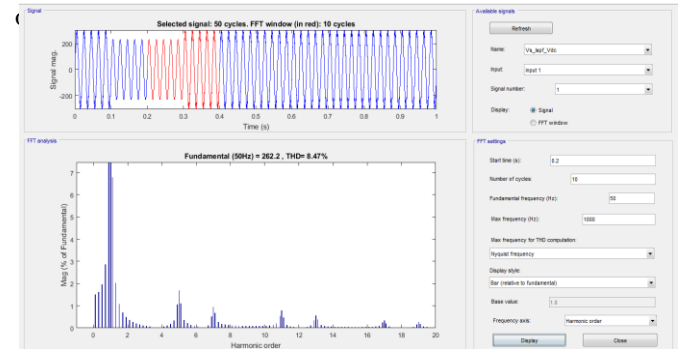 Signal
Selected signal: 50 cycles. FFT window (in red): 10 cycles
Signal mag.
200
0
-200
0
0.1
0.2
0.3
0.4
0.5
0.6
0.7
0.8
0.9
1
Time (s)
FFT analysis
Fundamental (50Hz) = 262.2 , THD= 8.47%
Mag (% of Fundamental)
7
6
5
4
3
2
1
0
0
2
4
6
8
10
12
14
16
18
20
Harmonic order
Available signals
Refresh
Name:
Input:
input 1
Signal number:
1
Display:
Signal
FFT window
FFT settings
Start time (s):
0.2
Number of cycles:
10
Fundamental frequency (Hz):
50
Max frequency (Hz):
1000
Max frequency for THD computation:
Nyquist frequency
Display style:
Bar (relative to fundamental)
Base value:
1.0
Frequency axis:
Harmonic order
Display
Close